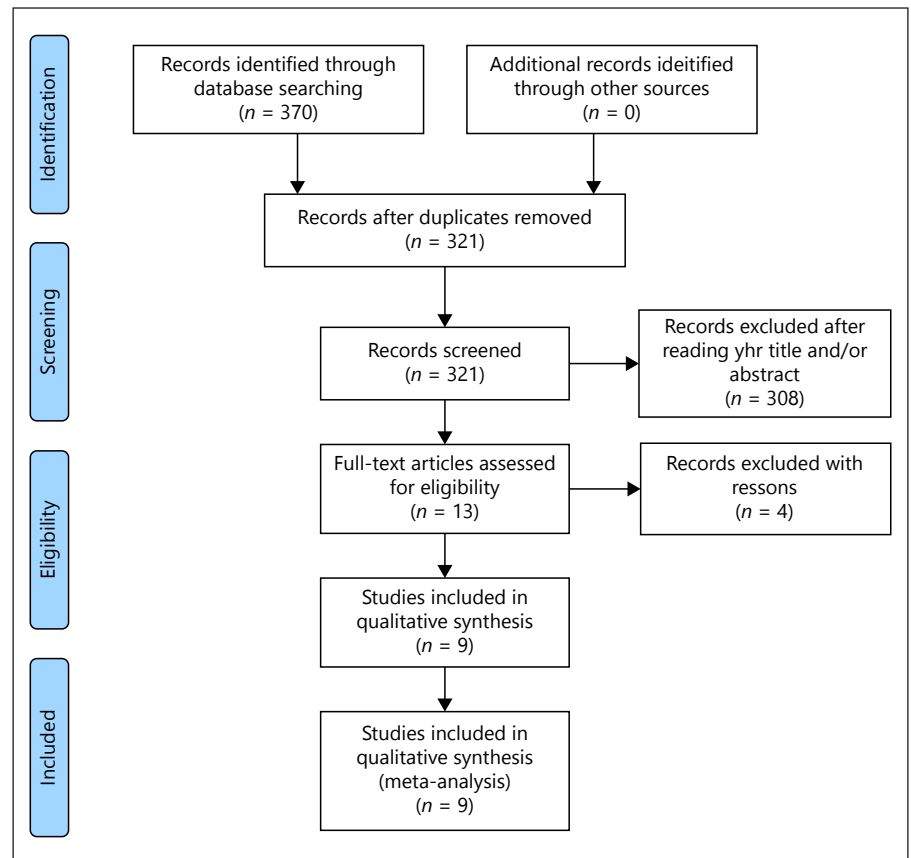 Identification
Records identified through
database searching
(n = 370)
Additional records ideitified
through other sources
(n = 0)
Records after duplicates removed
(n = 321)
Screening
Records screened
(n = 321)
Records excluded after
reading yhr title and/or
abstract
(n = 308)
Eligibility
Full-text articles assessed
for eligibility
(n = 13)
Records excluded with
ressons
(n = 4)
Studies included in
qualitative synthesis
(n = 9)
Included
Studies included in
qualitative synthesis
(meta-analysis)
(n = 9)